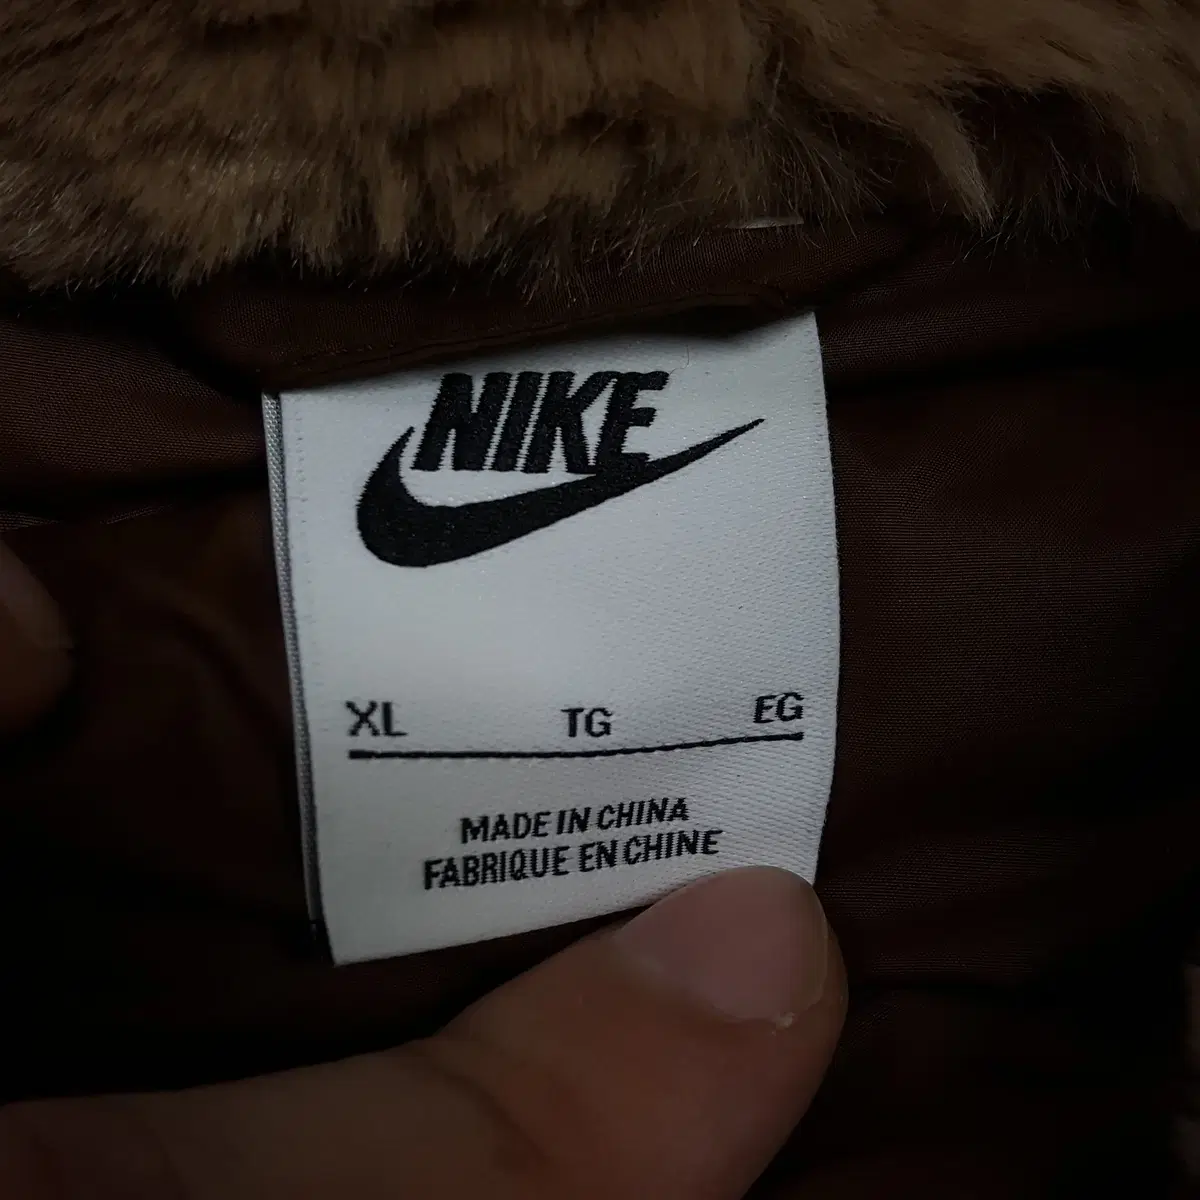 NIKE
XL TG EG
MADE IN CHINA
FABRIQUE EN CHINE